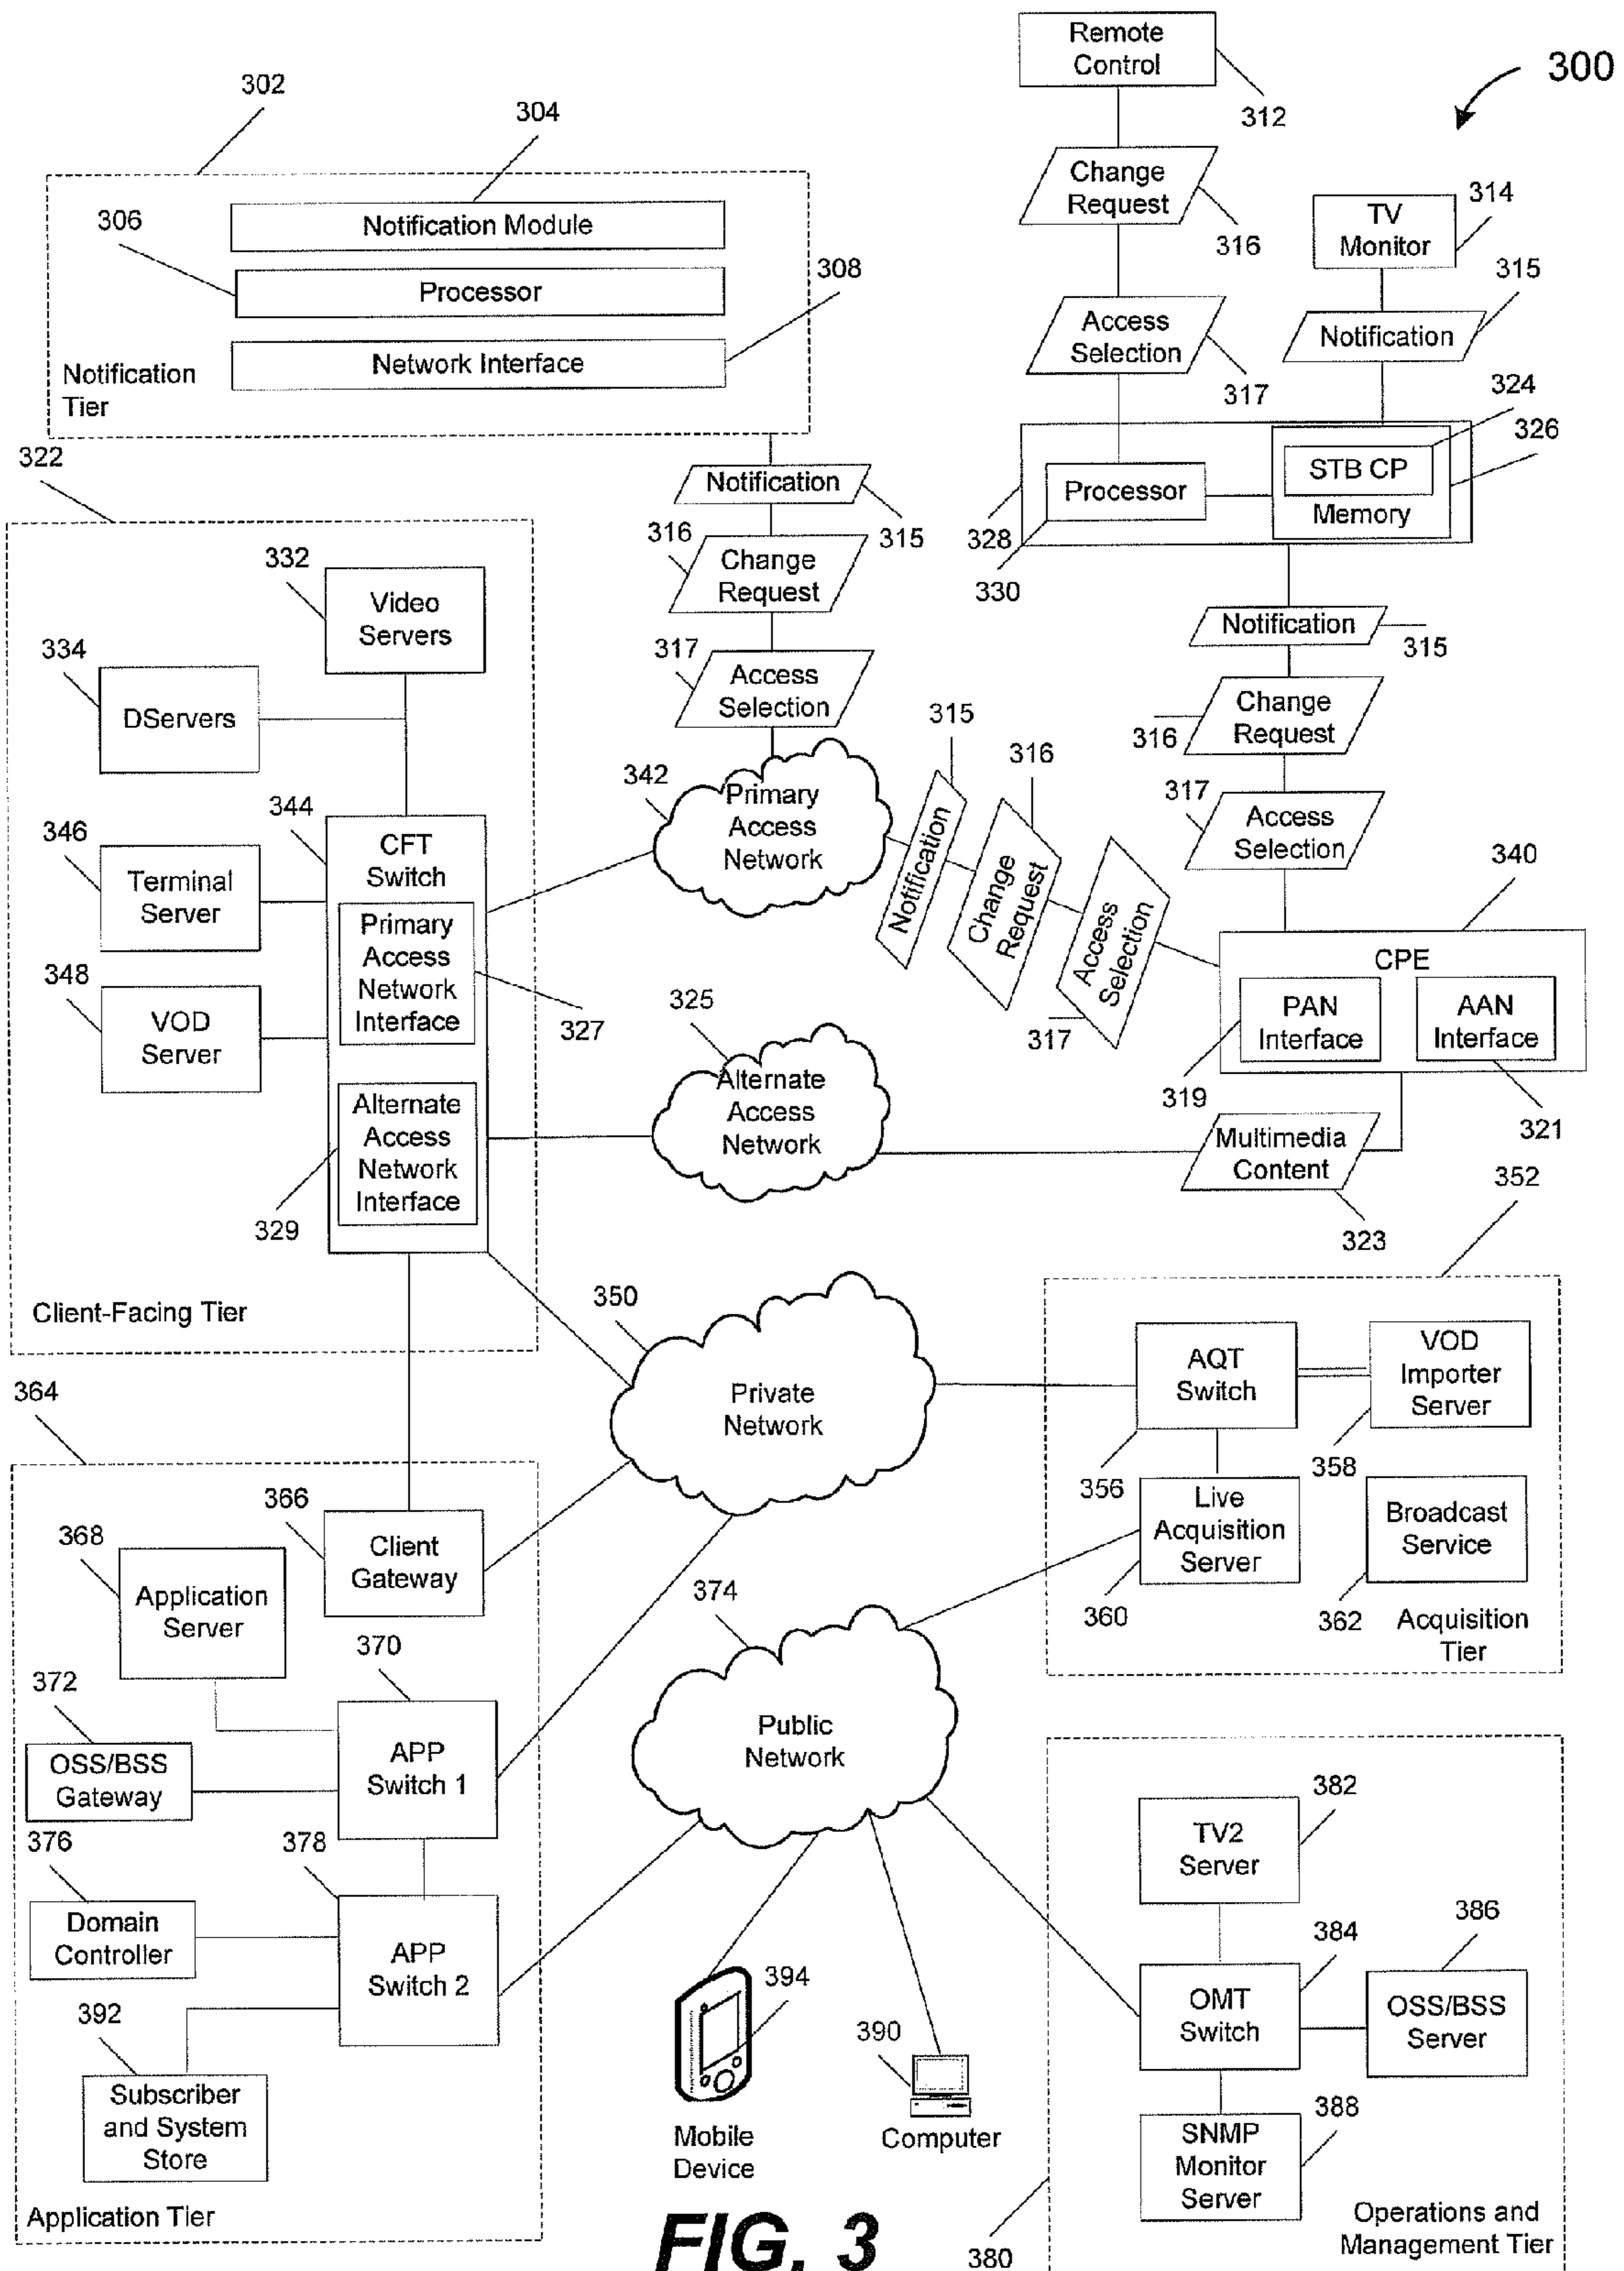 Remote
Control
312
300
302
304
306
Notification Module
Processor
308
Network Interface
Notification
Tier
Change
Request
316
314
TV
Monitor
315
Notification
Access
Selection
317
324
326
STB CP
Memory
Processor
328
330
322
Notification
315
316
Change
Request
317
Access
Selection
Notification
315
Change
Request
316
317
Access
Selection
332
Video
Servers
334
DServers
344
CFT
Switch
346
Terminal
Server
Primary
Access
Network
Interface
327
348
VOD
Server
Alternate
Access
Network
Interface
329
Client-Facing Tier
342
Primary
Access
Network
315
Notification
316
Change
Request
317
Access
Selection
340
CPE
PAN
Interface
AAN
Interface
319
321
325
Alternate
Access
Network
Multimedia
Content
323
352
350
Private
Network
AQT
Switch
356
VOD
Importer
Server
358
Live
Acquisition
Server
360
Broadcast
Service
362
Acquisition
Tier
364
366
Client
Gateway
368
Application
Server
370
APP
Switch 1
372
OSS/BSS
Gateway
376
Domain
Controller
378
APP
Switch 2
392
Subscriber
and System
Store
Application Tier
374
Public
Network
394
Mobile
Device
390
Computer
382
TV2
Server
384
OMT
Switch
386
OSS/BSS
Server
388
SNMP
Monitor
Server
380
Operations and
Management Tier
FIG. 3